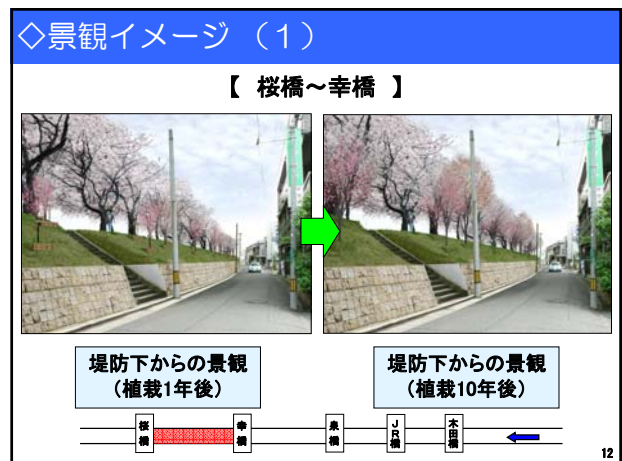 ◇景観イメージ （１）
【 桜橋～幸橋 】
堤防下からの景観
（植栽1年後）
堤防下からの景観
（植栽10年後）
桜橋
幸橋
泉橋
JR橋
木田橋
12